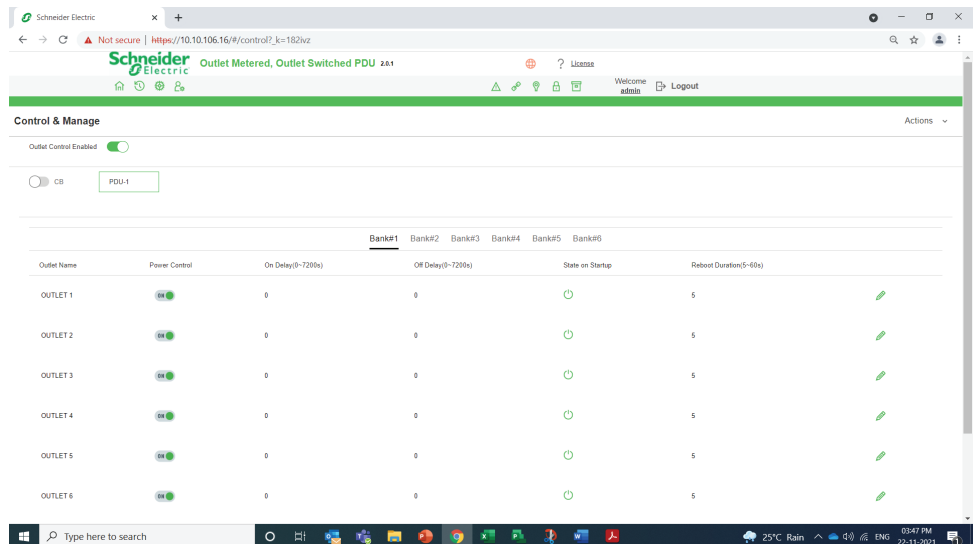 Schneider Electric
Not secure | https://10.10.106.16/#/control?_k=182ivz
Schneider Electric Outlet Metered, Outlet Switched PDU 2.0.1 ? License
Welcome admin Logout
Control & Manage Actions
Outlet Control Enabled
CB PDU-1
Bank#1 Bank#2 Bank#3 Bank#4 Bank#5 Bank#6
Outlet Name Power Control On Delay(0~7200s) Off Delay(0~7200s) State on Startup Reboot Duration(5~60s)
OUTLET 1 ON 0 0 5
OUTLET 2 ON 0 0 5
OUTLET 3 ON 0 0 5
OUTLET 4 ON 0 0 5
OUTLET 5 ON 0 0 5
OUTLET 6 ON 0 0 5
Type here to search 25°C Rain ENG 03:47 PM
22-11-2021